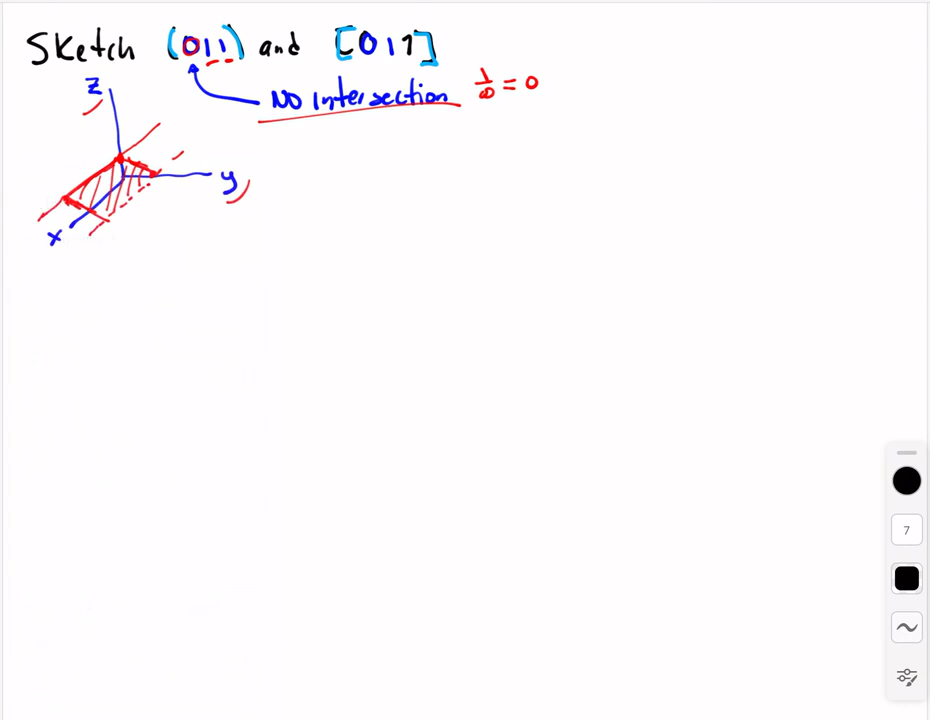 Sketch (011) and [011]
No intersection 1/∞ = 0
z
y
x
7